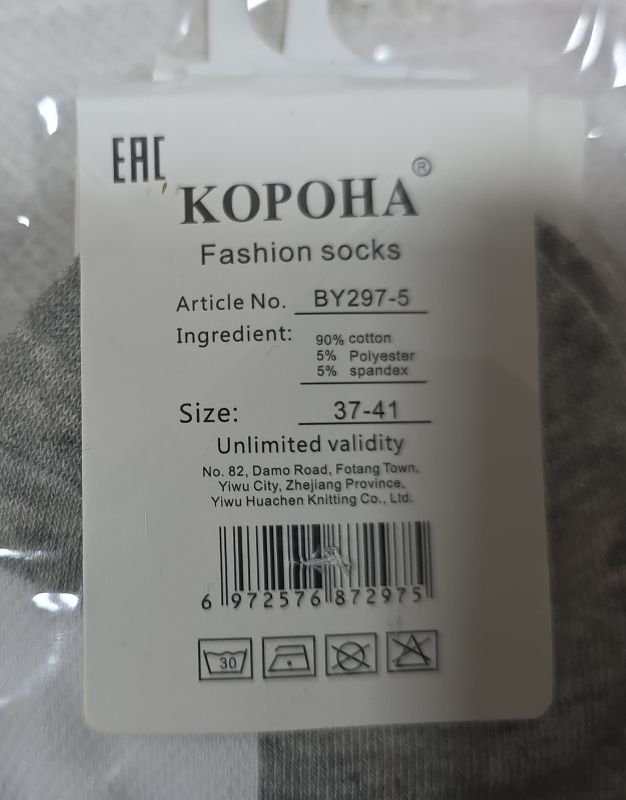 EAC
КОРОНА®
Fashion socks
Article No. BY297-5
Ingredient: 90% cotton
5% Polyester
5% spandex
Size: 37-41
Unlimited validity
No. 82, Damo Road, Fotang Town,
Yiwu City, Zhejiang Province,
Yiwu Huachen Knitting Co., Ltd.
6 972576 872975
30